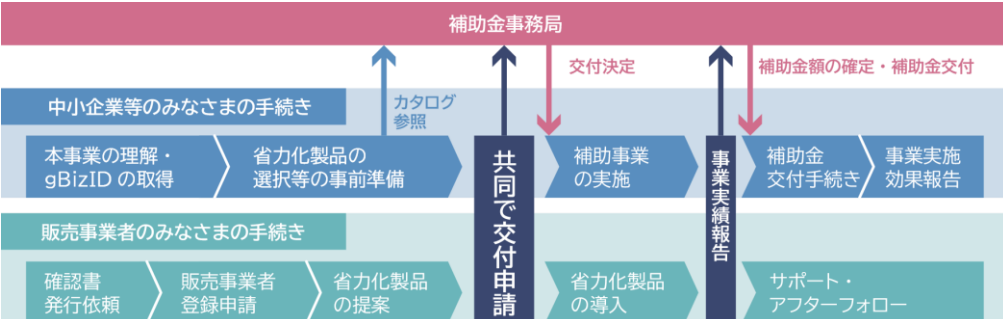 補助金事務局
交付決定
補助金額の確定・補助金交付
中小企業等のみなさまの手続き
カタログ
参照
本事業の理解・
gBizID の取得
省力化製品の
選択等の事前準備
共同で交付申請
補助事業
の実施
事業実績報告
補助金
交付手続き
事業実施
効果報告
販売事業者のみなさまの手続き
確認書
発行依頼
販売事業者
登録申請
省力化製品
の提案
省力化製品
の導入
サポート・
アフターフォロー